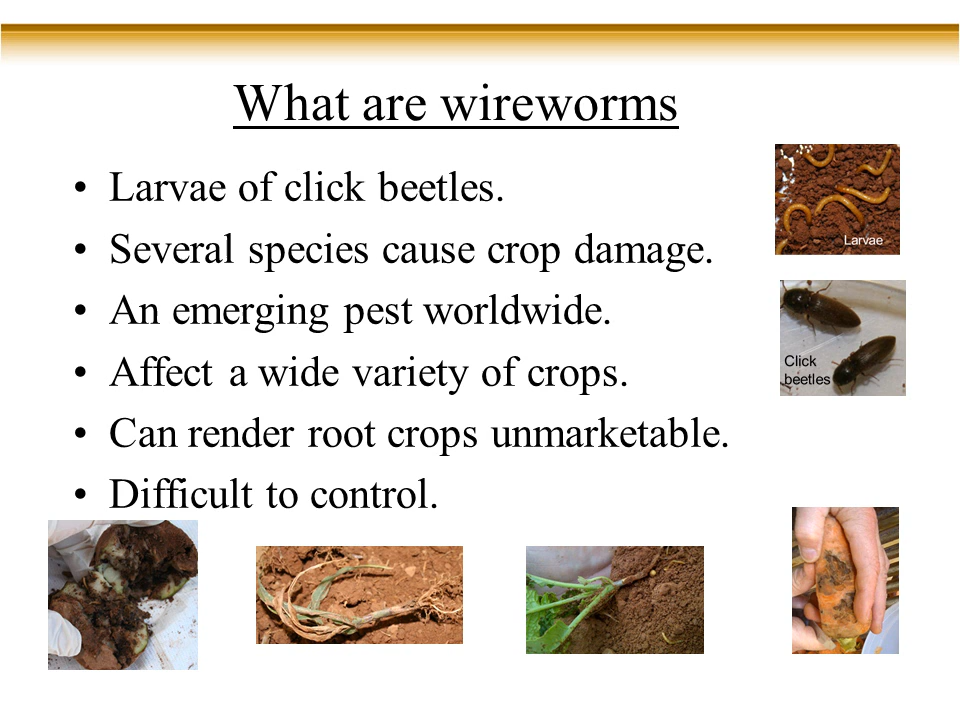 What are wireworms
• Larvae of click beetles.
• Several species cause crop damage.
• An emerging pest worldwide.
• Affect a wide variety of crops.
• Can render root crops unmarketable.
• Difficult to control.
Larvae
Click
beetles